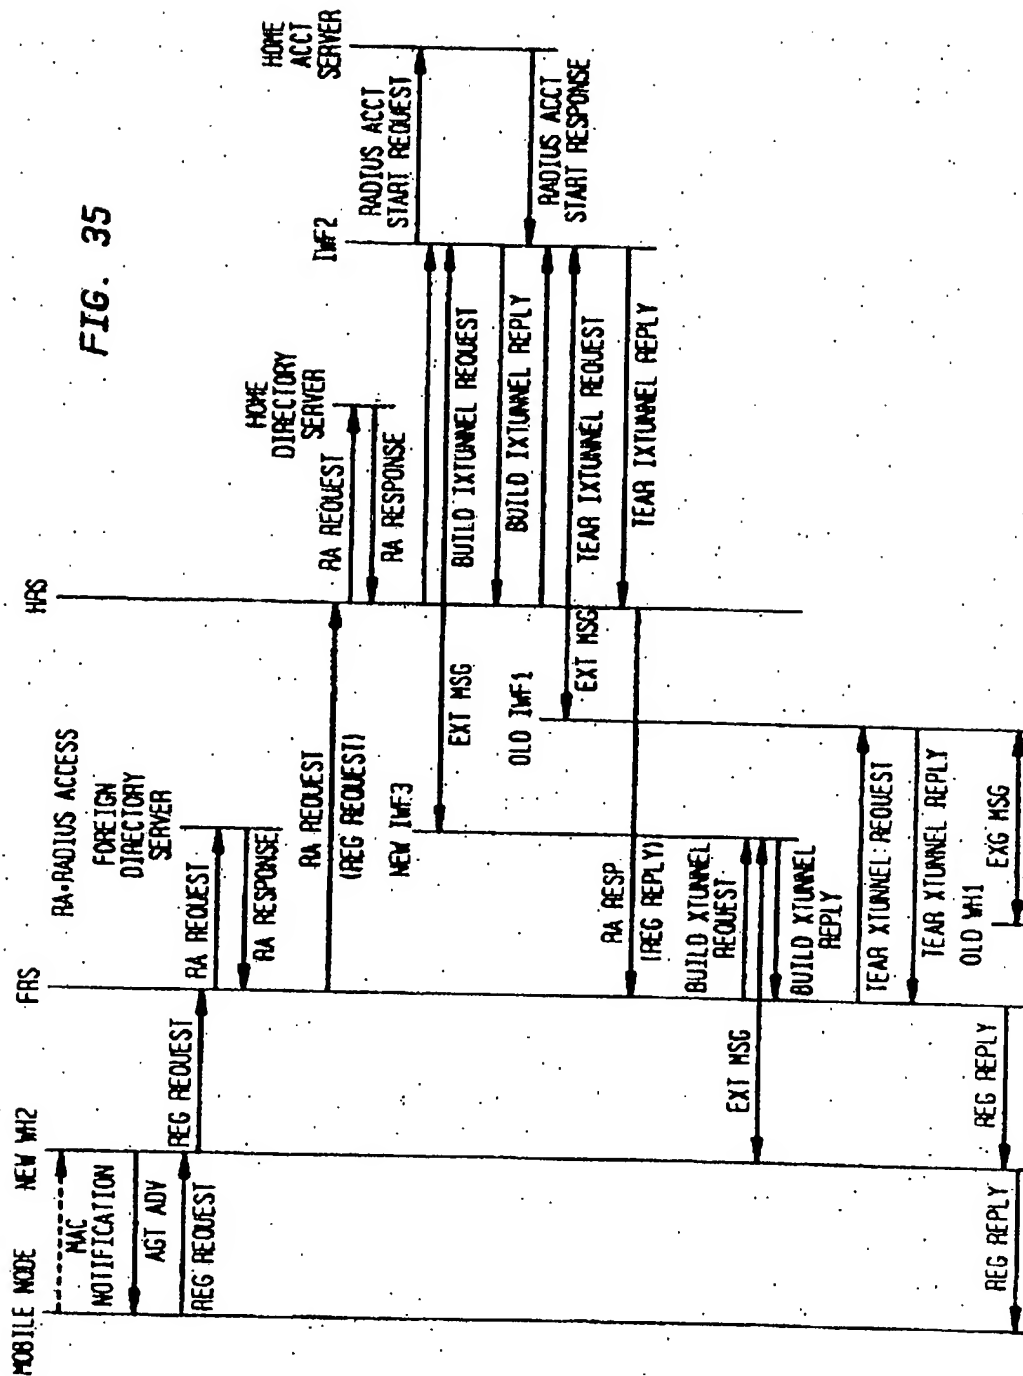 FIG. 35
MOBILE NODE
NEW WH2
FRS
RA-RADIUS ACCESS
FOREIGN
DIRECTORY
SERVER
HRS
HOME
DIRECTORY
SERVER
IWF2
HOME
ACCT
SERVER
MAC
NOTIFICATION
AGT ADV
REG REQUEST
REG REQUEST
RA REQUEST
RA RESPONSE
RA REQUEST
(REG REQUEST)
RA REQUEST
RA RESPONSE
RADIUS ACCT
START REQUEST
BUILD IXTUNNEL REQUEST
EXT MSG
NEW IWF3
BUILD IXTUNNEL REPLY
RADIUS ACCT
START RESPONSE
TEAR IXTUNNEL REQUEST
EXT MSG
OLD IWF1
TEAR IXTUNNEL REPLY
RA RESP
(REG REPLY)
BUILD XTUNNEL
REQUEST
EXT MSG
BUILD XTUNNEL
REPLY
TEAR XTUNNEL REQUEST
TEAR XTUNNEL REPLY
OLD WH1
EXG MSG
REG REPLY
REG REPLY